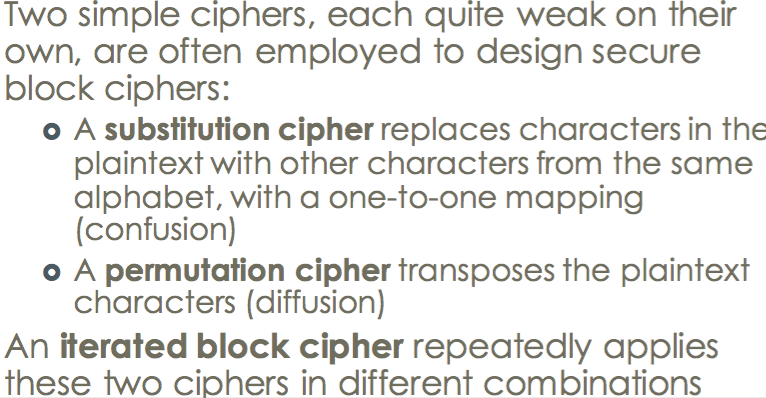 Two simple ciphers, each quite weak on their
own, are often employed to design secure
block ciphers:
A substitution cipher replaces characters in the
plaintext with other characters from the same
alphabet, with a one-to-one mapping
(confusion)
A permutation cipher transposes the plaintext
characters (diffusion)
An iterated block cipher repeatedly applies
these two ciphers in different combinations